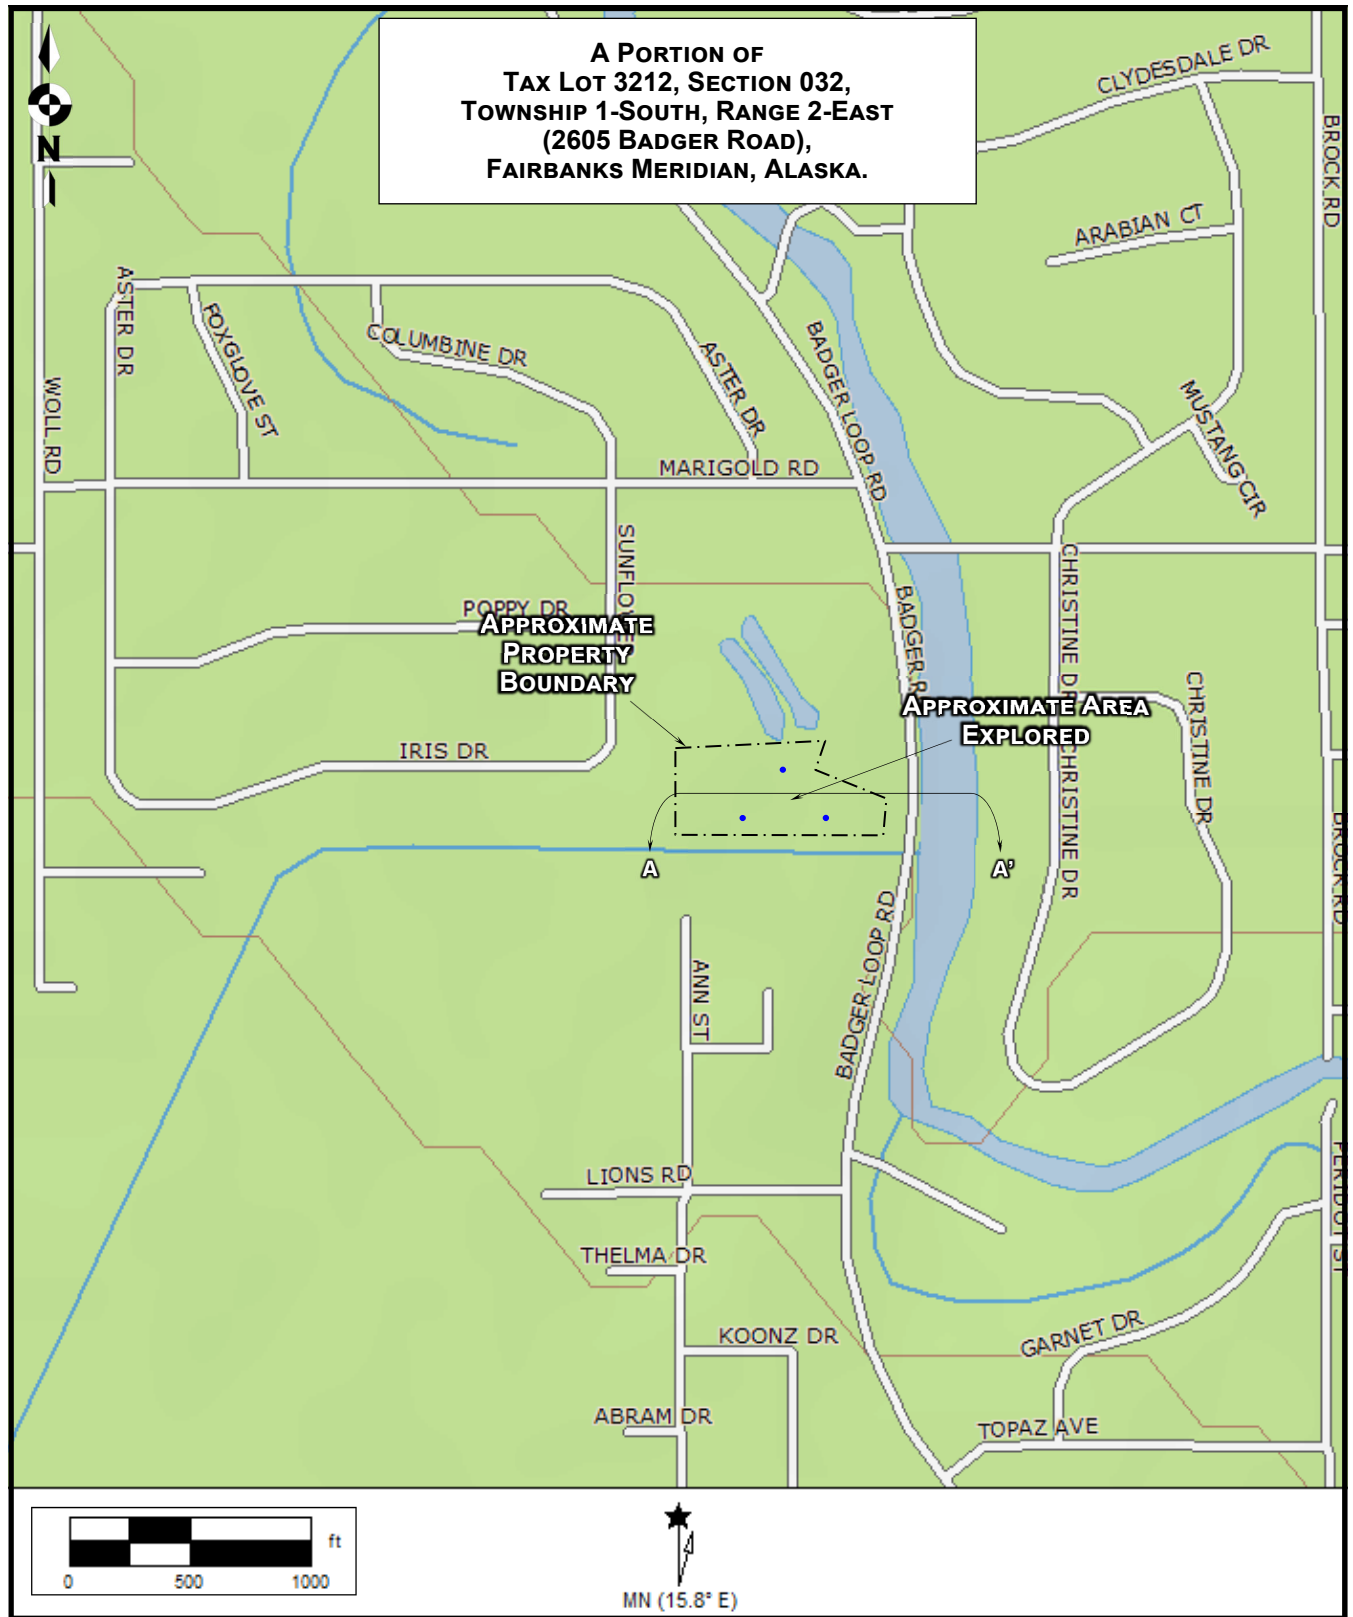 A Portion of
Tax Lot 3212, Section 032,
Township 1-South, Range 2-East
(2605 Badger Road),
Fairbanks Meridian, Alaska.
N
CLYDESDALE DR
BROCK RD
ARABIAN CT
ASTER DR
FOXGLOVE ST
COLUMBINE DR
ASTER DR
BADGER LOOP RD
WOLL RD
MUSTANG CIR
MARIGOLD RD
SUNFLOWER
CHRISTINE DR
POPPY DR
BADGER R
Approximate
Property
Boundary
CHRISTINE DR
Approximate Area
Explored
IRIS DR
CHRISTINE DR
BROCK RD
A
A'
BADGER LOOP RD
ANN ST
LIONS RD
PERIDOT ST
THELMA DR
KOONZ DR
GARNET DR
ABRAM DR
TOPAZ AVE
ft
0 500 1000
MN (15.8° E)